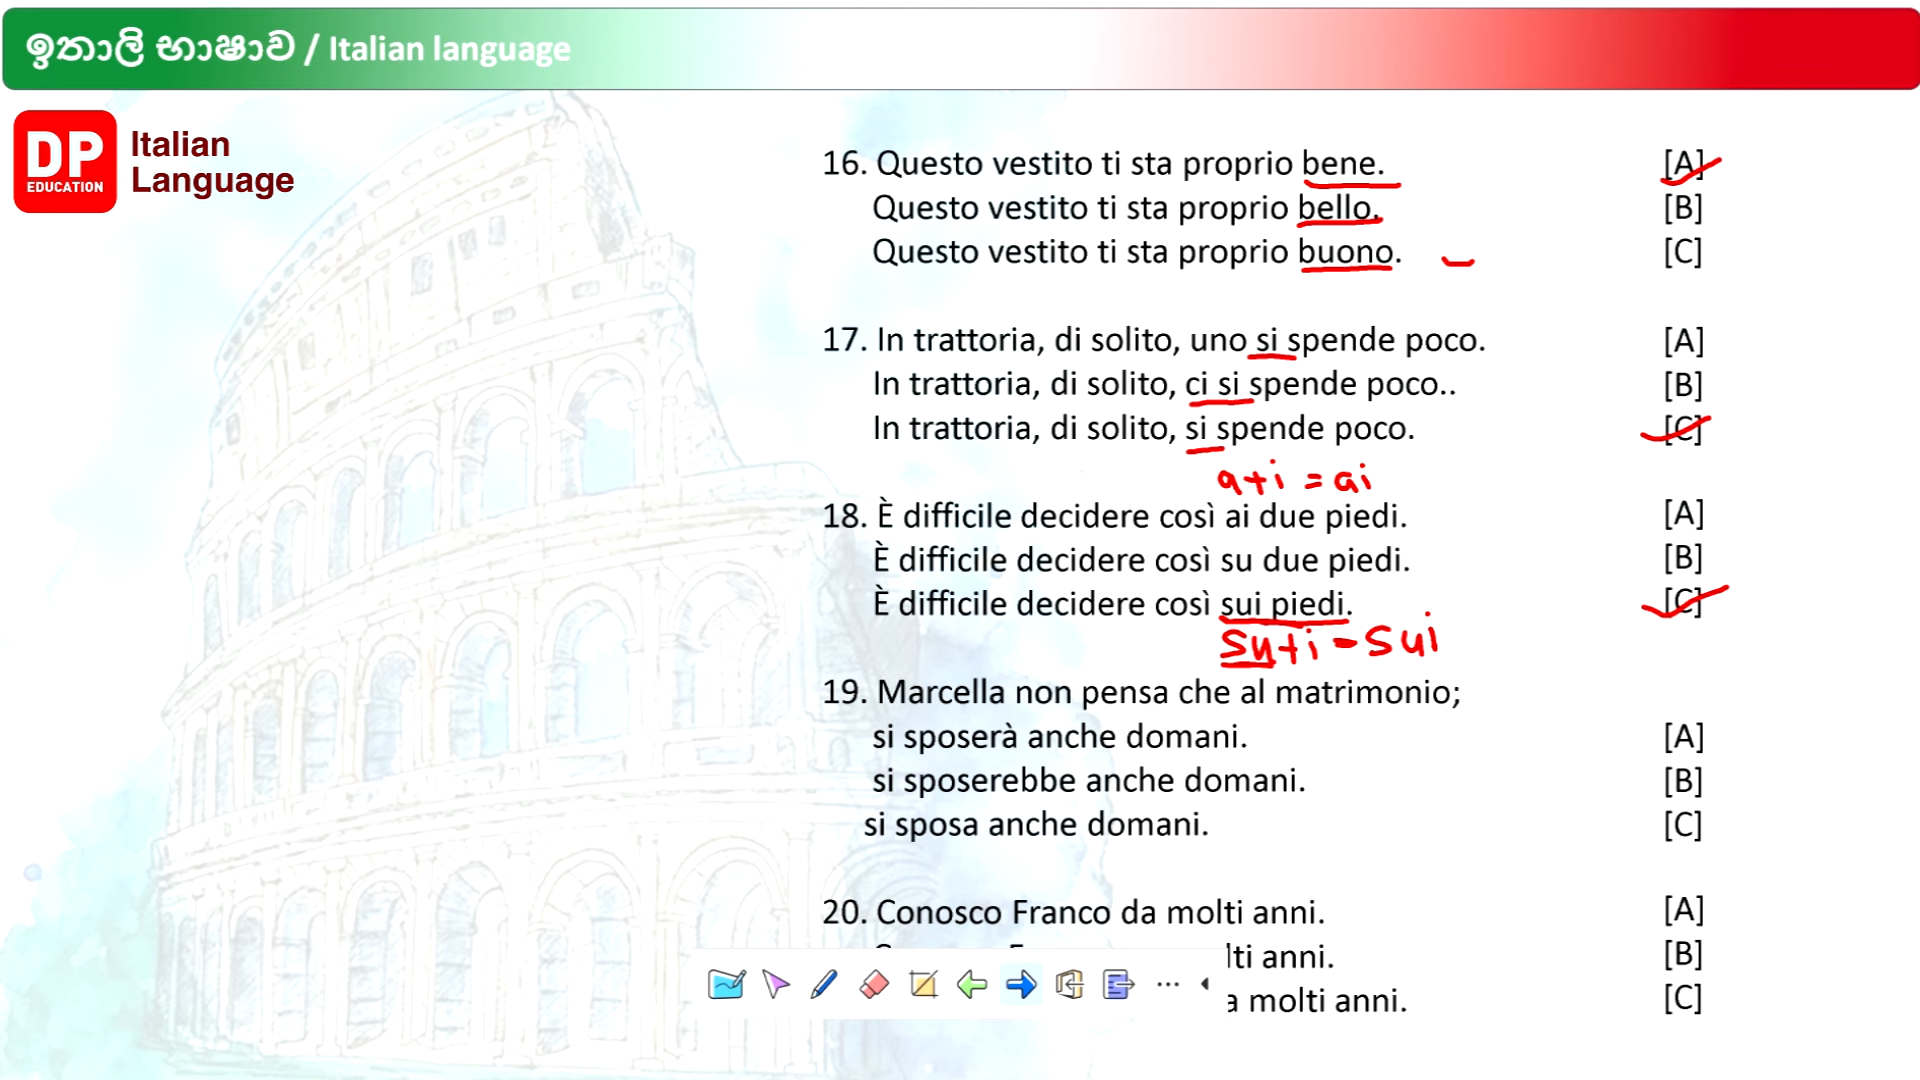 ඉතාලි භාෂාව / Italian language
DP
EDUCATION
Italian
Language
16. Questo vestito ti sta proprio bene. [A]
Questo vestito ti sta proprio bello. [B]
Questo vestito ti sta proprio buono. [C]
17. In trattoria, di solito, uno si spende poco. [A]
In trattoria, di solito, ci si spende poco.. [B]
In trattoria, di solito, si spende poco. [C]
a+i = ai
18. È difficile decidere così ai due piedi. [A]
È difficile decidere così su due piedi. [B]
È difficile decidere così sui piedi. [C]
su+i = sui
19. Marcella non pensa che al matrimonio;
si sposerà anche domani. [A]
si sposerebbe anche domani. [B]
si sposa anche domani. [C]
20. Conosco Franco da molti anni. [A]
lti anni. [B]
a molti anni. [C]